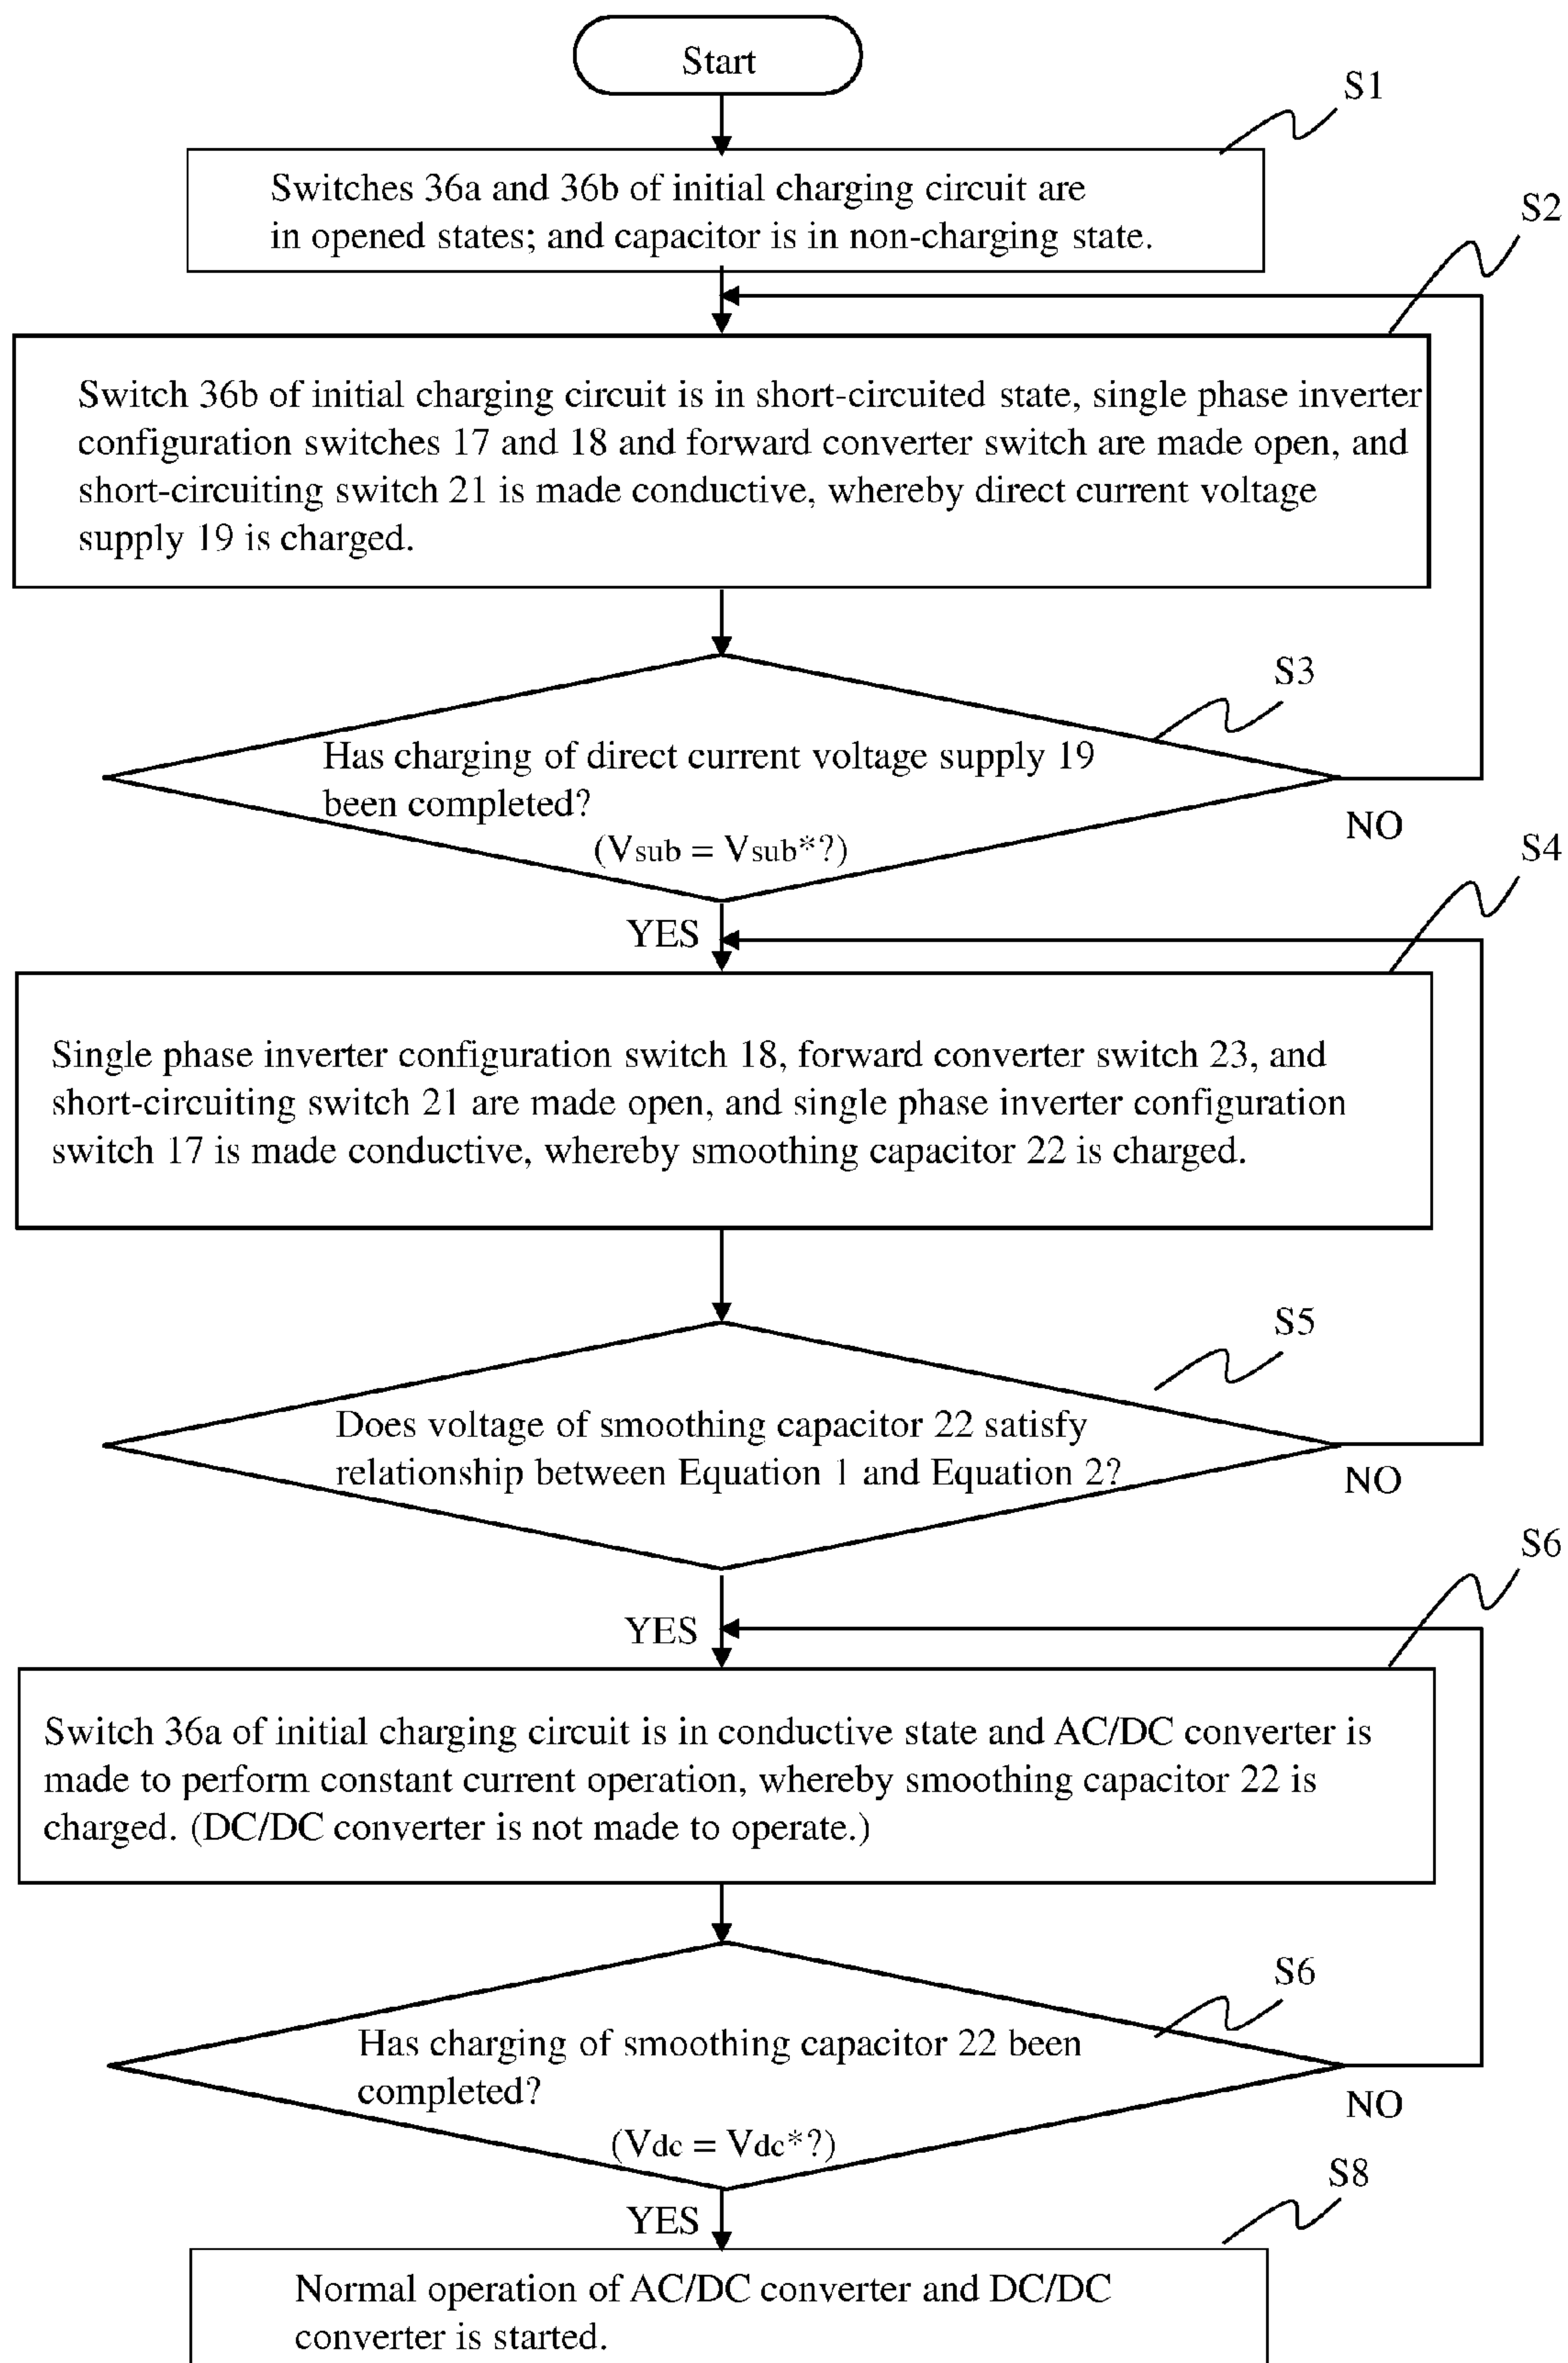 Start
S1
Switches 36a and 36b of initial charging circuit are
in opened states; and capacitor is in non-charging state.
S2
Switch 36b of initial charging circuit is in short-circuited state, single phase inverter
configuration switches 17 and 18 and forward converter switch are made open, and
short-circuiting switch 21 is made conductive, whereby direct current voltage
supply 19 is charged.
S3
Has charging of direct current voltage supply 19
been completed?
(Vsub = Vsub*?)
NO
YES
S4
Single phase inverter configuration switch 18, forward converter switch 23, and
short-circuiting switch 21 are made open, and single phase inverter configuration
switch 17 is made conductive, whereby smoothing capacitor 22 is charged.
S5
Does voltage of smoothing capacitor 22 satisfy
relationship between Equation 1 and Equation 2?
NO
YES
S6
Switch 36a of initial charging circuit is in conductive state and AC/DC converter is
made to perform constant current operation, whereby smoothing capacitor 22 is
charged. (DC/DC converter is not made to operate.)
S6
Has charging of smoothing capacitor 22 been
completed?
(Vdc = Vdc*?)
NO
YES
S8
Normal operation of AC/DC converter and DC/DC
converter is started.